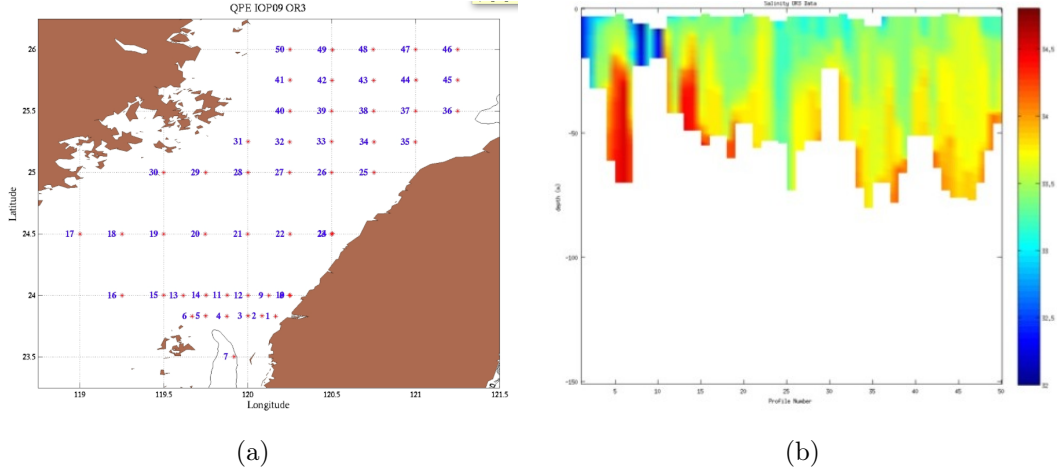 QPE IOP09 OR3
26
25.5
25
24.5
24
23.5
50 49 48 47 46
41 42 43 44 45
40 39 38 37 36
31 32 33 34 35
30 29 28 27 26 25
17 18 19 20 21 22
16 15 13 14 11 12 9
6 5 4 3 2 1
7
119 119.5 120 120.5 121 121.5
Latitude
Longitude
Salinity OR3 Data
0
-50
-100
-150
depth (m)
5 10 15 20 25 30 35 40 45 50
Profile Number
34.5
34
33.5
33
32.5
32
(a)
(b)